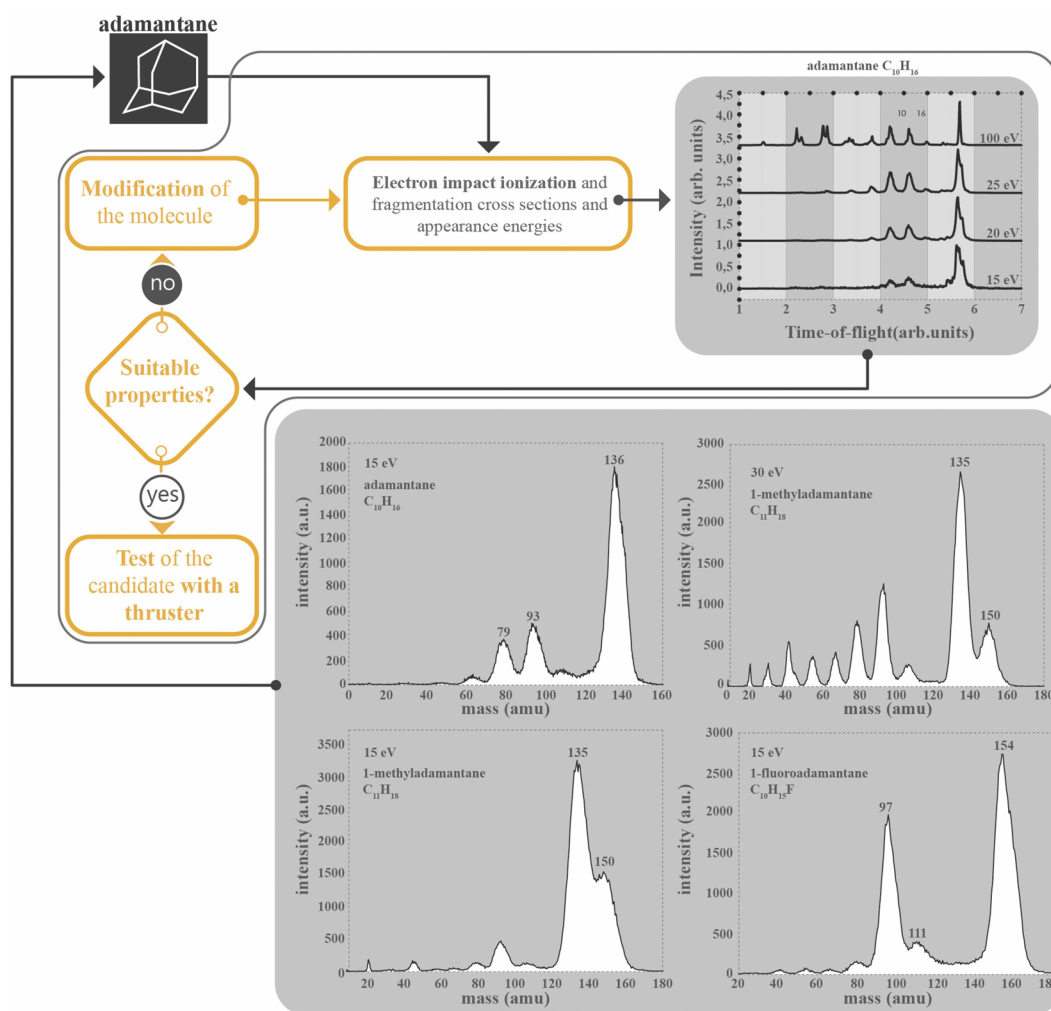 adamantane
Modification of
the molecule
Electron impact ionization and
fragmentation cross sections and
appearance energies
adamantane C₁₀H₁₆
Intensity (arb. units)
4,5
4,0
3,5
3,0
2,5
2,0
1,5
1,0
0,5
0,0
10 16
100 eV
25 eV
20 eV
15 eV
1 2 3 4 5 6 7
Time-of-flight(arb.units)
no
Suitable
properties?
yes
Test of the
candidate with a
thruster
intensity (a.u.)
2000
1800
1600
1400
1200
1000
800
600
400
200
0
15 eV
adamantane
C₁₀H₁₆
79
93
136
0 20 40 60 80 100 120 140 160
mass (amu)
intensity (a.u.)
3000
2500
2000
1500
1000
500
0
30 eV
1-methyladamantane
C₁₁H₁₈
135
150
0 20 40 60 80 100 120 140 160 180
mass (amu)
intensity (a.u.)
3500
3000
2500
2000
1500
1000
500
0
15 eV
1-methyladamantane
C₁₁H₁₈
135
150
20 40 60 80 100 120 140 160 180
mass (amu)
intensity (a.u.)
3000
2500
2000
1500
1000
500
0
15 eV
1-fluoroadamantane
C₁₀H₁₅F
97
111
154
20 40 60 80 100 120 140 160 180
mass (amu)